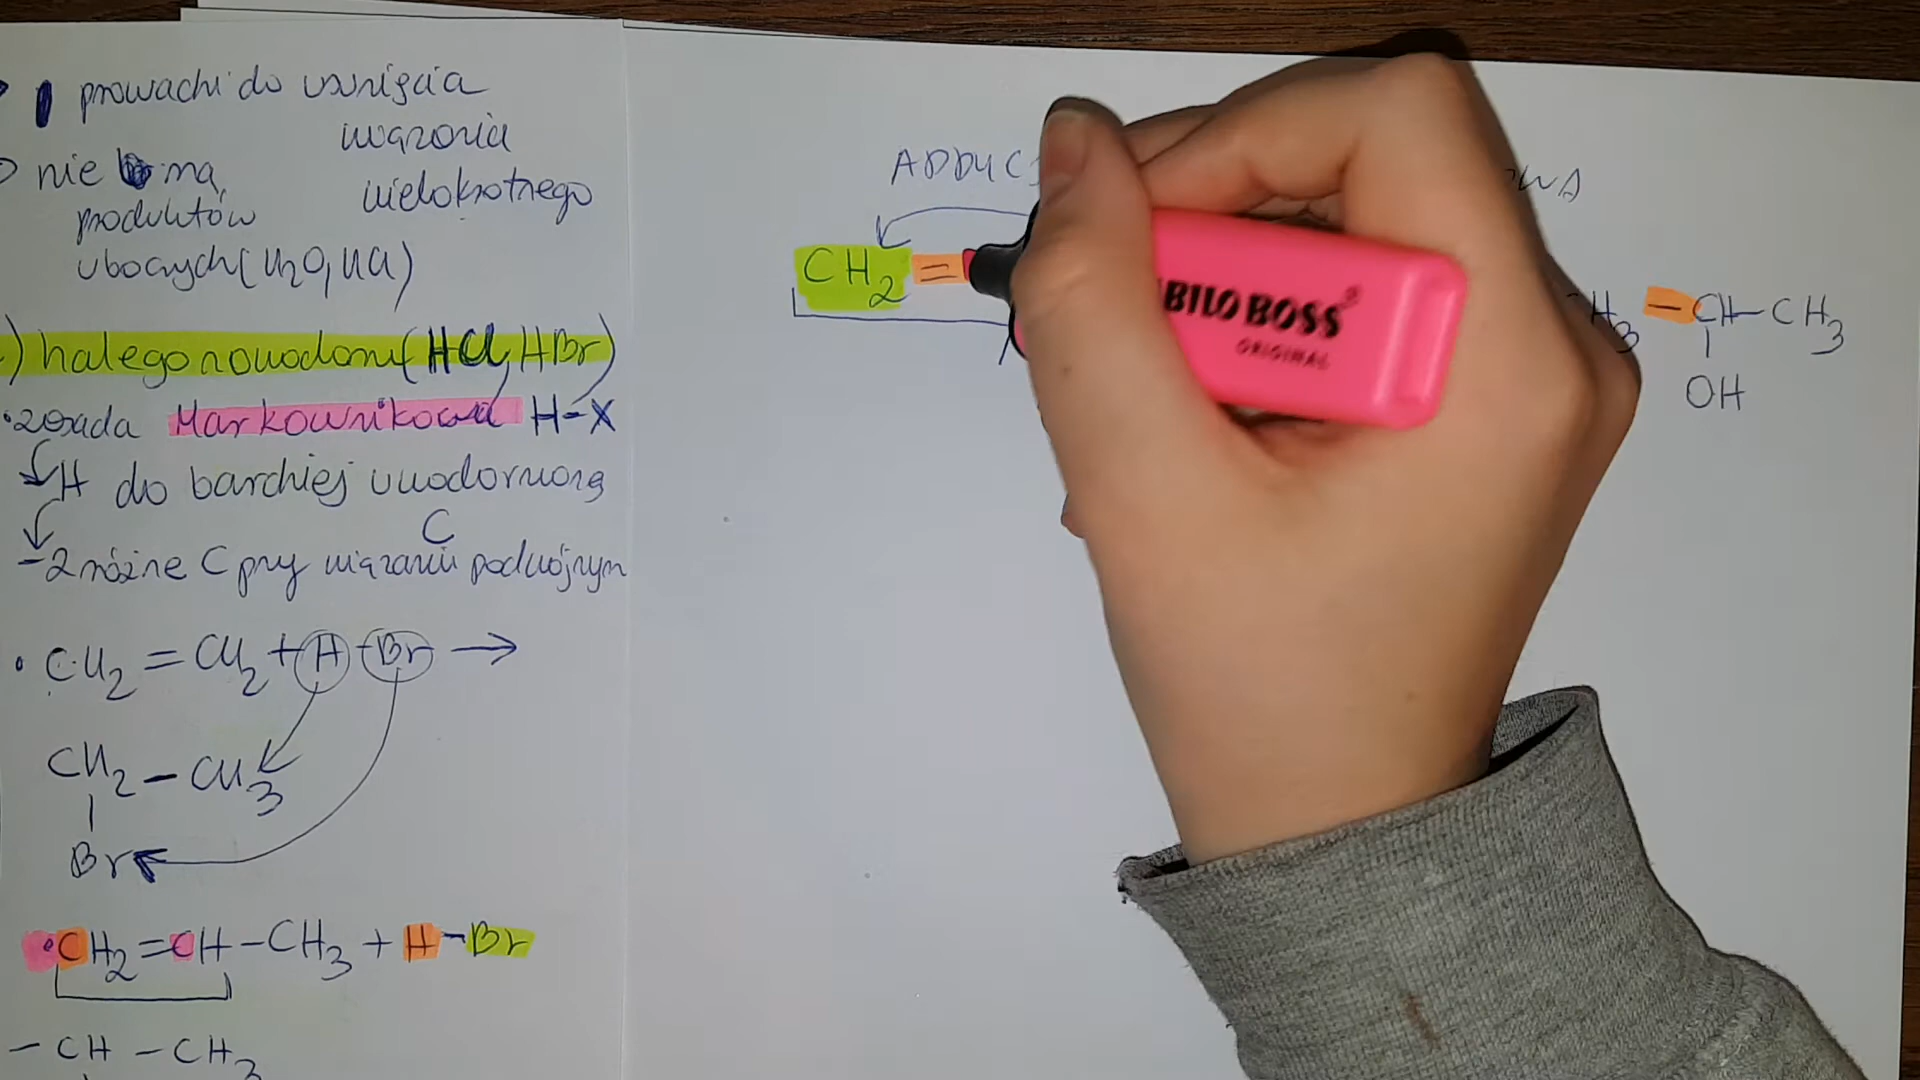 prowadzi do usunięcia
wiązania
nie ma
wielokrotnego
produktów
ubocznych (H2O, HCl)
halogenowodory (HCl, HBr)
• zasada Markownikowa H-X
H do bardziej uwodornionego
C
- 2 różne C przy wiązaniu podwójnym
• CH2 = CH2 + H - Br →
CH2 - CH3
|
Br
• CH2 = CH - CH3 + H - Br
- CH - CH3
ADDYC
CH2 =
H3 - CH - CH3
|
OH
BILO BOSS
ORIGINAL